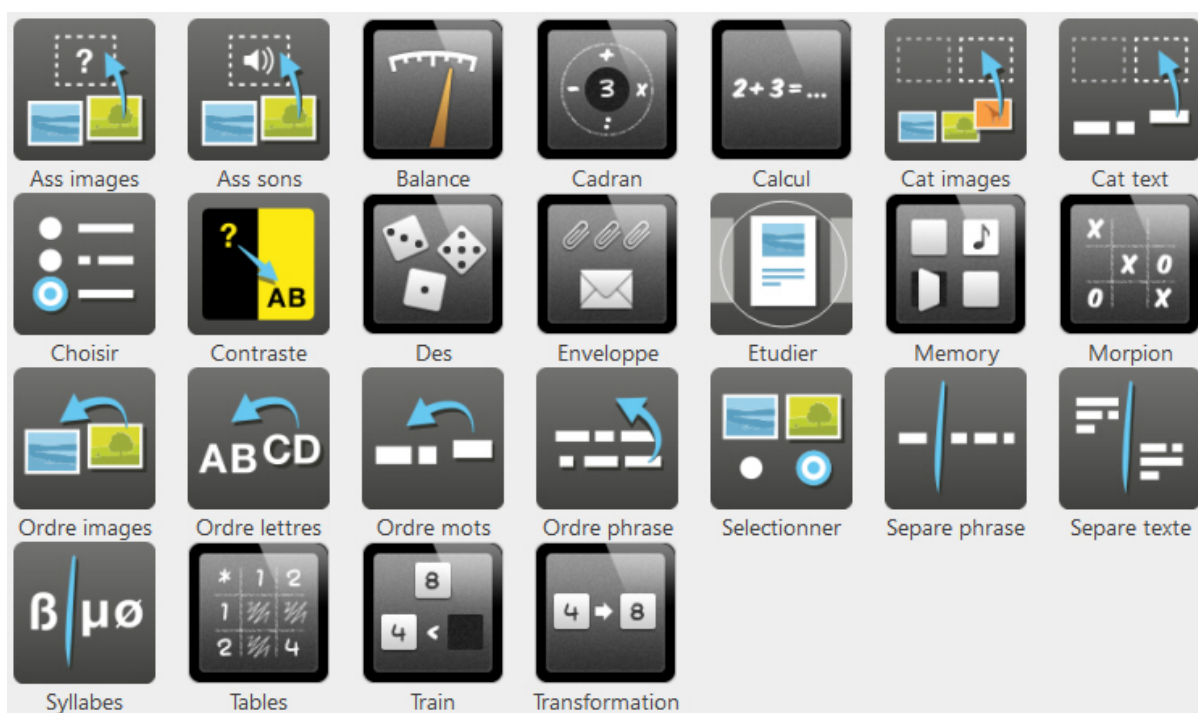 ?
2+3=...
+
- 3 x
:
Ass images Ass sons Balance Cadran Calcul Cat images Cat text
?
AB
X
X O
O X
Choisir Contraste Des Enveloppe Etudier Memory Morpion
ABCD
Ordre images Ordre lettres Ordre mots Ordre phrase Selectionner Separe phrase Separe texte
ß µø
* 1 2
1
2 4
8
4 <
4 8
Syllabes Tables Train Transformation